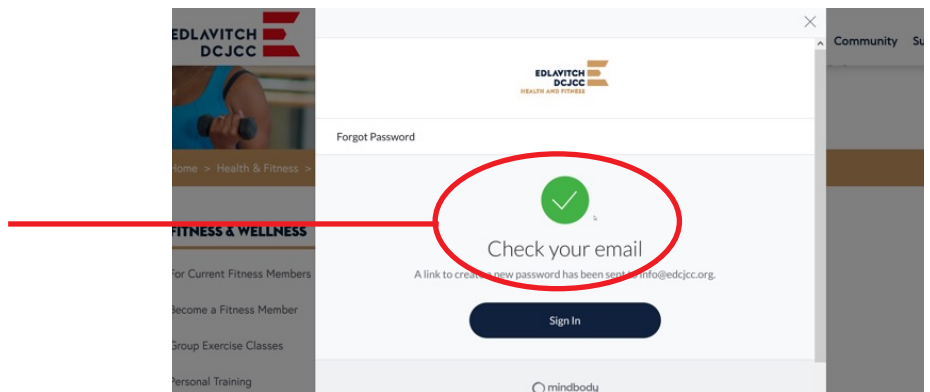 EDLAVITCH
DCJCC
Community Su
EDLAVITCH
DCJCC
HEALTH AND FITNESS
Forgot Password
Home > Health & Fitness >
Check your email
A link to create a new password has been sent to info@edcjcc.org.
Sign In
FITNESS & WELLNESS
For Current Fitness Members
Become a Fitness Member
Group Exercise Classes
Personal Training
mindbody